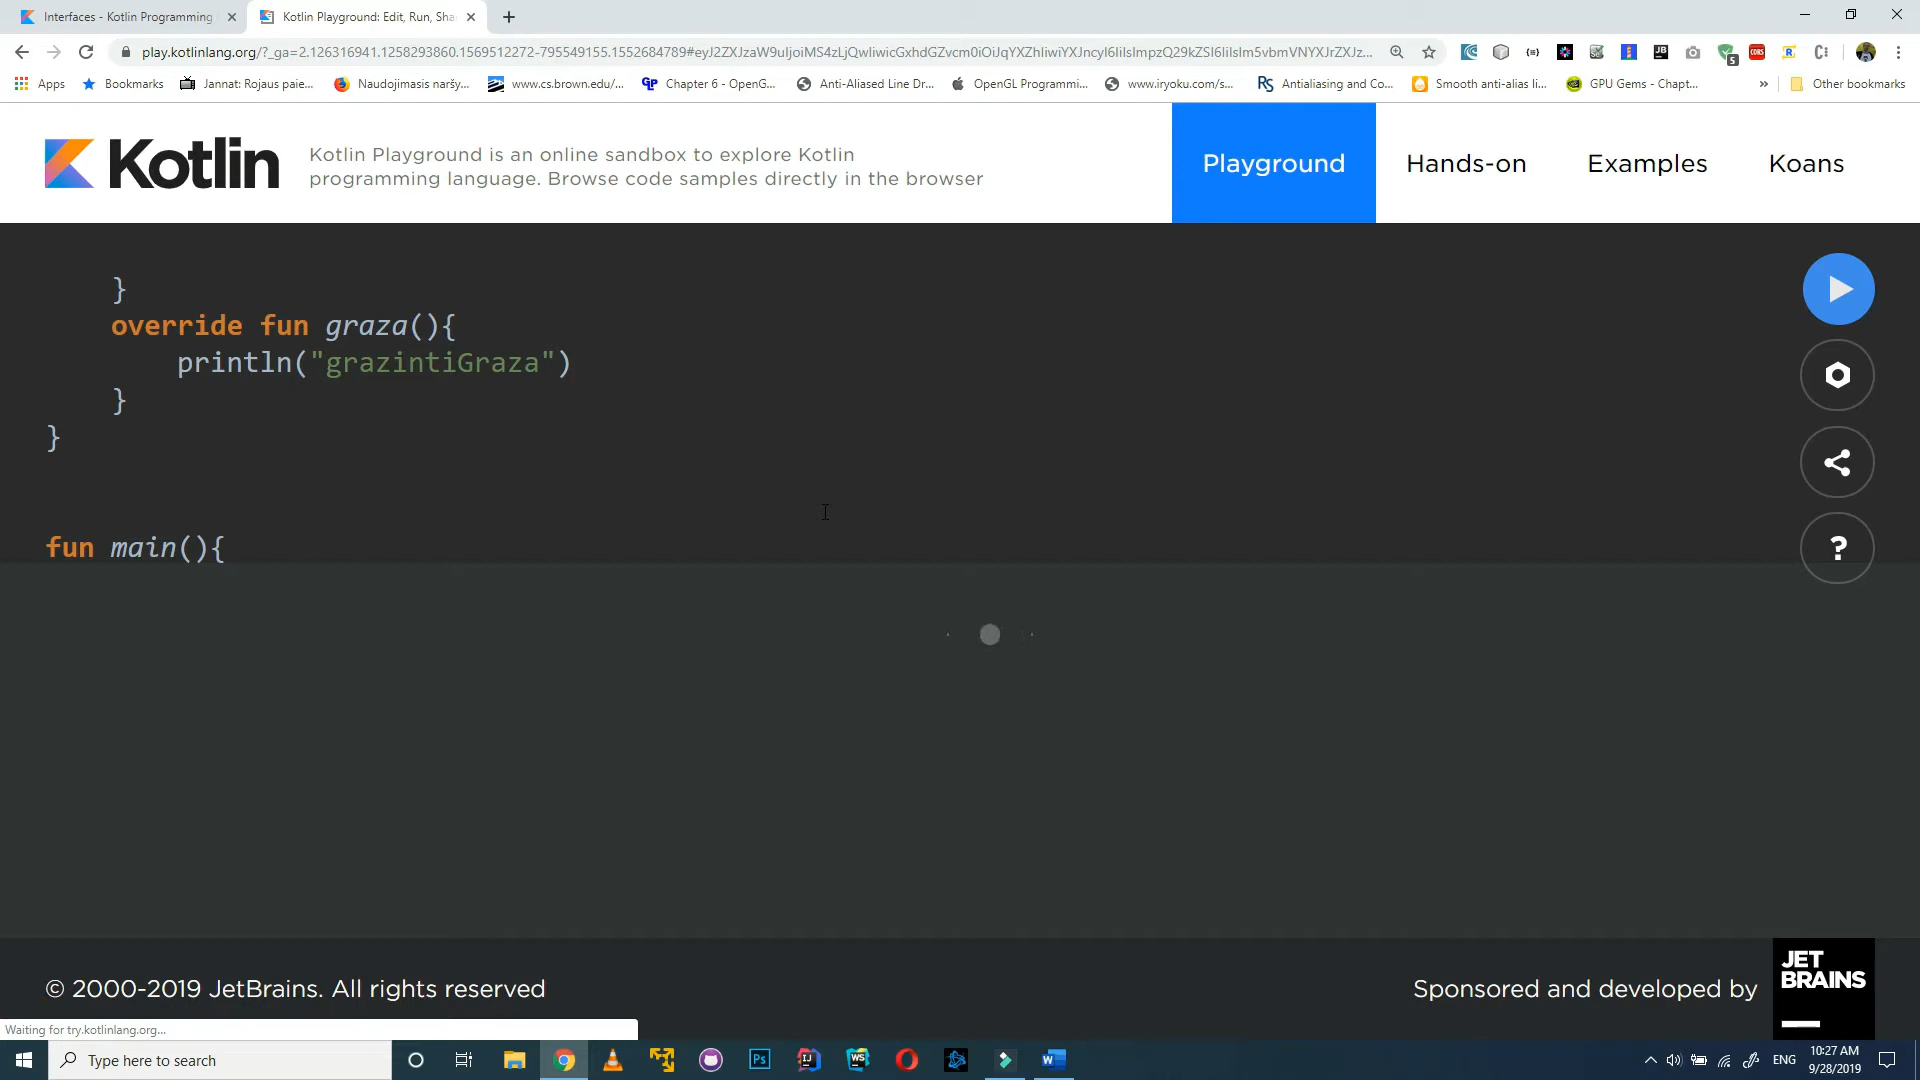 Interfaces - Kotlin Programming
Kotlin Playground: Edit, Run, Sha
play.kotlinlang.org/?_ga=2.126316941.1258293860.1569512272-795549155.1552684789#
Apps
Bookmarks
Jannat: Rojaus paie...
Naudojimasis naršy...
www.cs.brown.edu/...
Chapter 6 - OpenG...
Anti-Aliased Line Dr...
OpenGL Programmi...
www.iryoku.com/s...
Antialiasing and Co...
Smooth anti-alias li...
GPU Gems - Chapt...
»
Other bookmarks
Kotlin
Kotlin Playground is an online sandbox to explore Kotlin
programming language. Browse code samples directly in the browser
Playground
Hands-on
Examples
Koans
}
override fun graza(){
println("grazintiGraza")
}
}
fun main(){
?
© 2000-2019 JetBrains. All rights reserved
Sponsored and developed by
JET
BRAINS
Waiting for try.kotlinlang.org...
Type here to search
ENG
10:27 AM
9/28/2019